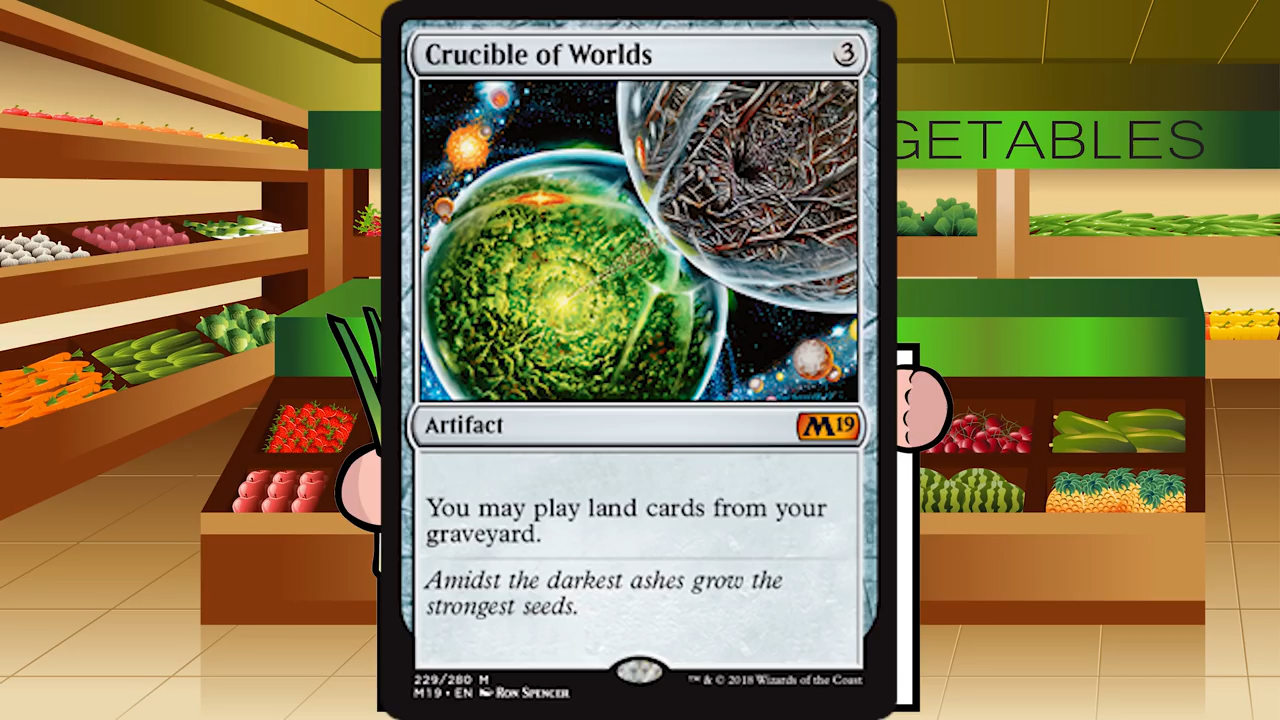 Crucible of Worlds
3
GETABLES
Artifact
M19
You may play land cards from your
graveyard.
Amidst the darkest ashes grow the
strongest seeds.
229/280 M
M19 • EN Ron Spencer
™ & © 2018 Wizards of the Coast